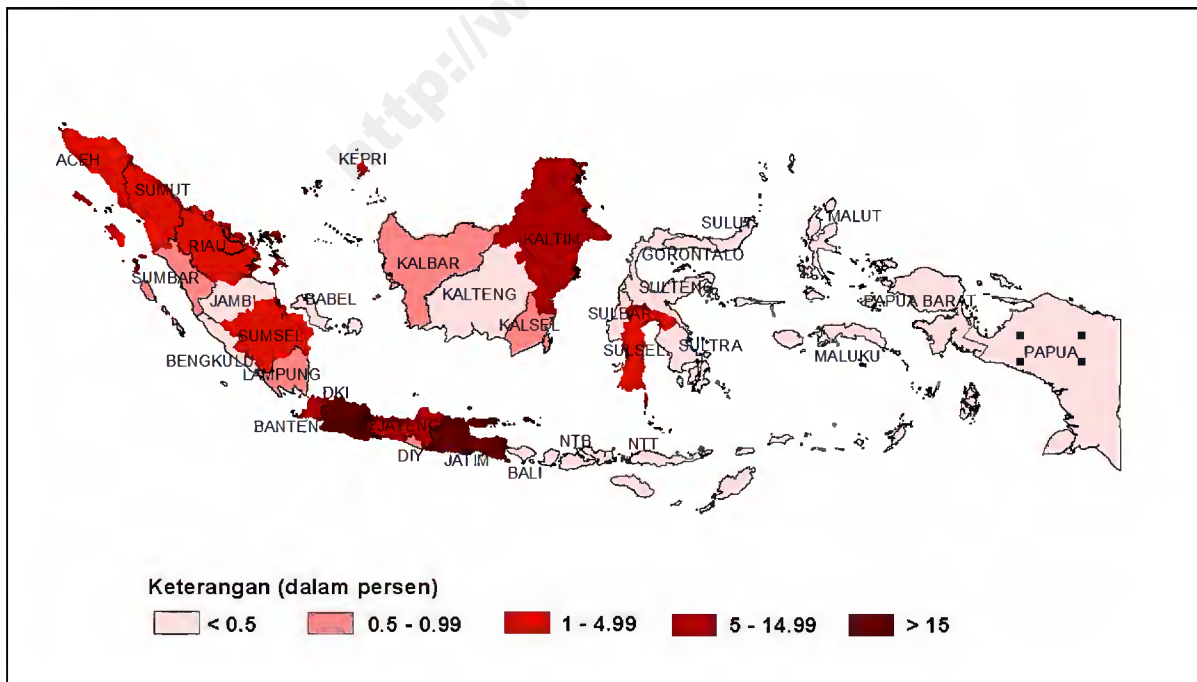 http://w
ACEH
SUMUT
KEPRI
RIAU
SUMBAR
JAMBI
BABEL
SUMSEL
BENGKULU
LAMPUNG
DKI
BANTEN
JATENG
DIY
JATIM
BALI
NTB
NTT
KALBAR
KALTENG
KALTIM
KALSEL
SULUT
GORONTALO
SULTENG
SULBAR
SULSEL
SULTRA
MALUT
MALUKU
PAPUA BARAT
PAPUA
Keterangan (dalam persen)
< 0.5 0.5 - 0.99 1 - 4.99 5 - 14.99 > 15